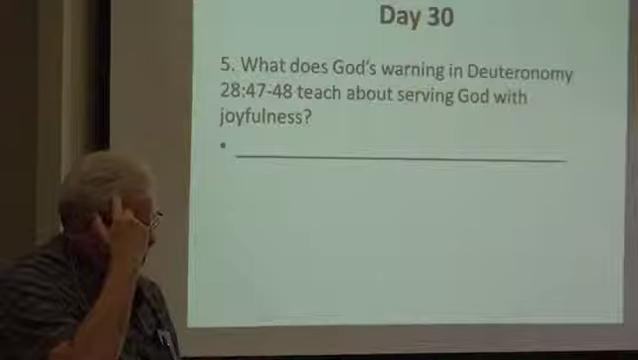 Day 30
5. What does God's warning in Deuteronomy
28:47-48 teach about serving God with
joyfulness?